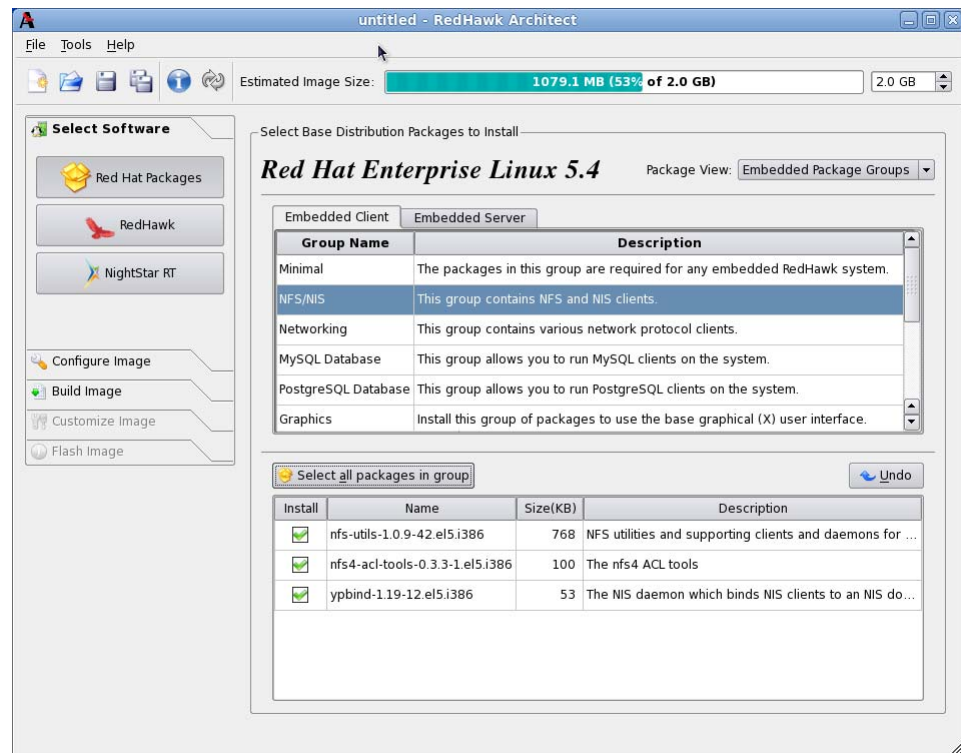 untitled - RedHawk Architect
File Tools Help
Estimated Image Size: 1079.1 MB (53% of 2.0 GB) 2.0 GB
Select Software
Red Hat Packages
RedHawk
NightStar RT
Configure Image
Build Image
Customize Image
Flash Image
Select Base Distribution Packages to Install
Red Hat Enterprise Linux 5.4 Package View: Embedded Package Groups
Embedded Client Embedded Server
Group Name Description
Minimal The packages in this group are required for any embedded RedHawk system.
NFS/NIS This group contains NFS and NIS clients.
Networking This group contains various network protocol clients.
MySQL Database This group allows you to run MySQL clients on the system.
PostgreSQL Database This group allows you to run PostgreSQL clients on the system.
Graphics Install this group of packages to use the base graphical (X) user interface.
Select all packages in group Undo
Install Name Size(KB) Description
nfs-utils-1.0.9-42.el5.i386 768 NFS utilities and supporting clients and daemons for ...
nfs4-acl-tools-0.3.3-1.el5.i386 100 The nfs4 ACL tools
ypbind-1.19-12.el5.i386 53 The NIS daemon which binds NIS clients to an NIS do...